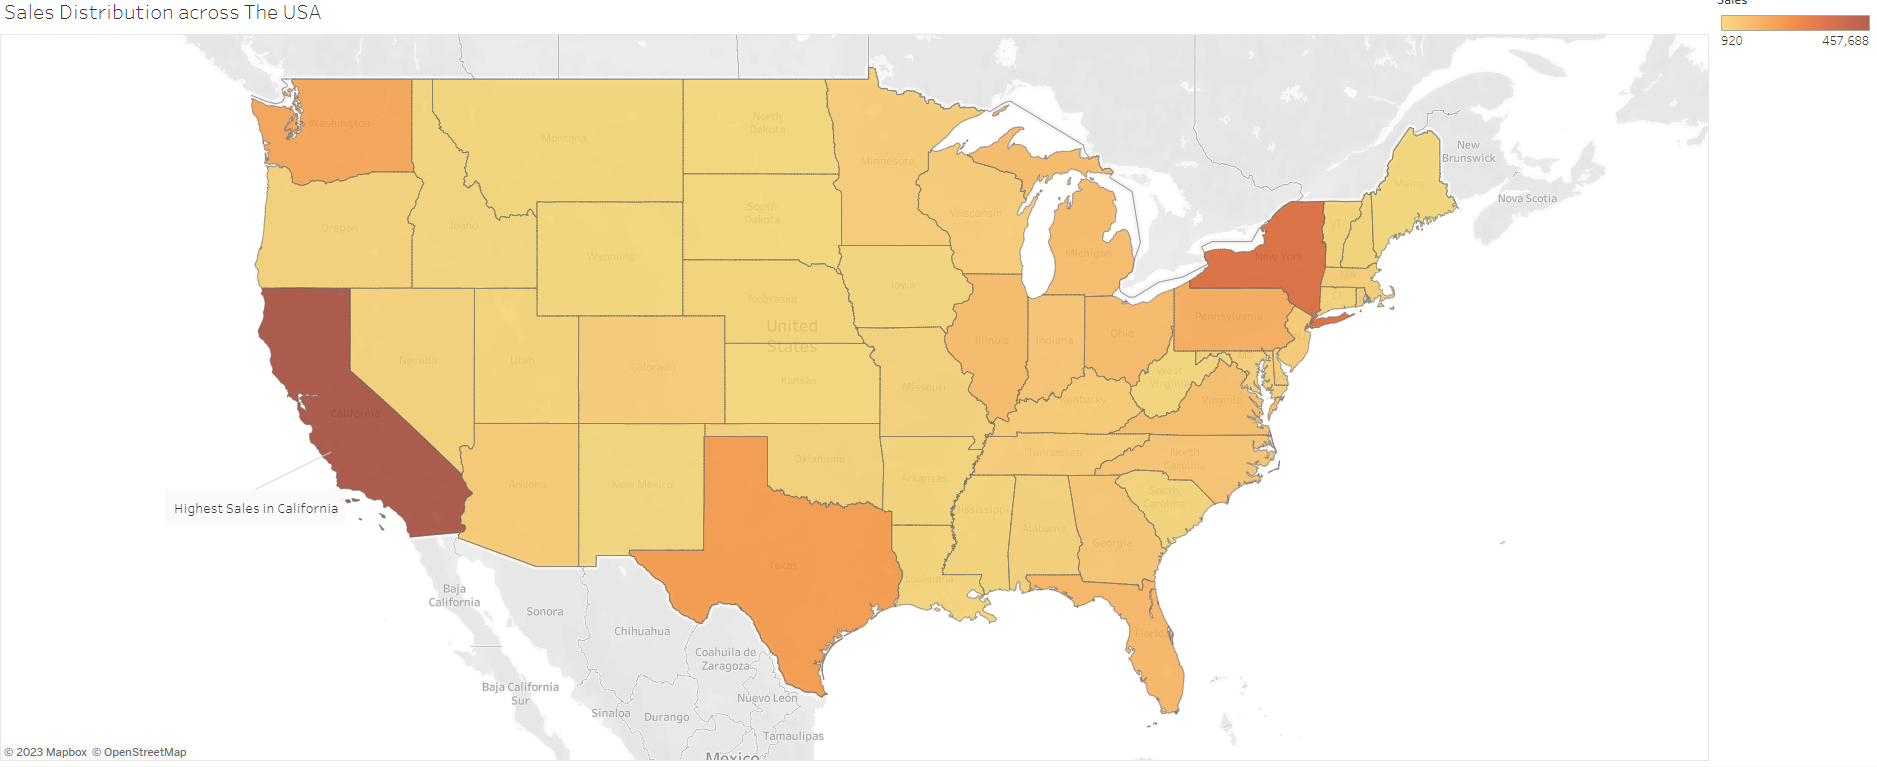 Sales Distribution across The USA
Sales
920
457,688
Washington
Montana
North
Dakota
Minnesota
Maine
New
Brunswick
Nova Scotia
Oregon
Idaho
South
Dakota
Wisconsin
Michigan
New York
VT
MA
CT
Wyoming
Nebraska
Iowa
United
States
Pennsylvania
Illinois
Indiana
Ohio
MD
Nevada
Utah
Colorado
Kansas
Missouri
West
Virginia
Virginia
Kentucky
California
Tennessee
North
Carolina
Arizona
New Mexico
Oklahoma
Arkansas
South
Carolina
Mississippi
Alabama
Georgia
Highest Sales in California
Texas
Louisiana
Florida
Baja
California
Sonora
Chihuahua
Coahuila de
Zaragoza
Baja California
Sur
Nuevo León
Sinaloa
Durango
Tamaulipas
Mexico
© 2023 Mapbox © OpenStreetMap